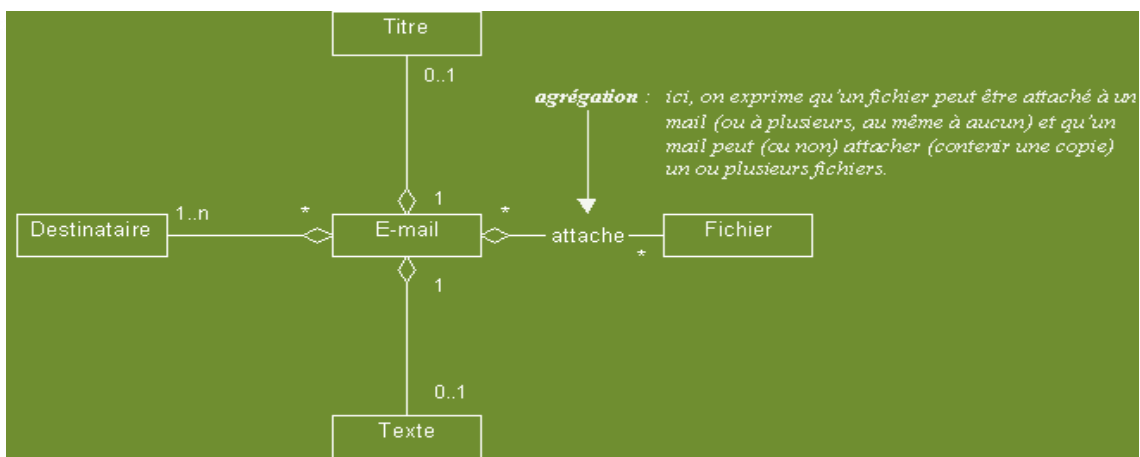 Titre
0..1
agrégation : ici, on exprime qu'un fichier peut être attaché à un
mail (ou à plusieurs, au même à aucun) et qu'un
mail peut (ou non) attacher (contenir une copie)
un ou plusieurs fichiers.
1
Destinataire 1..n * E-mail * attache * Fichier
1
0..1
Texte